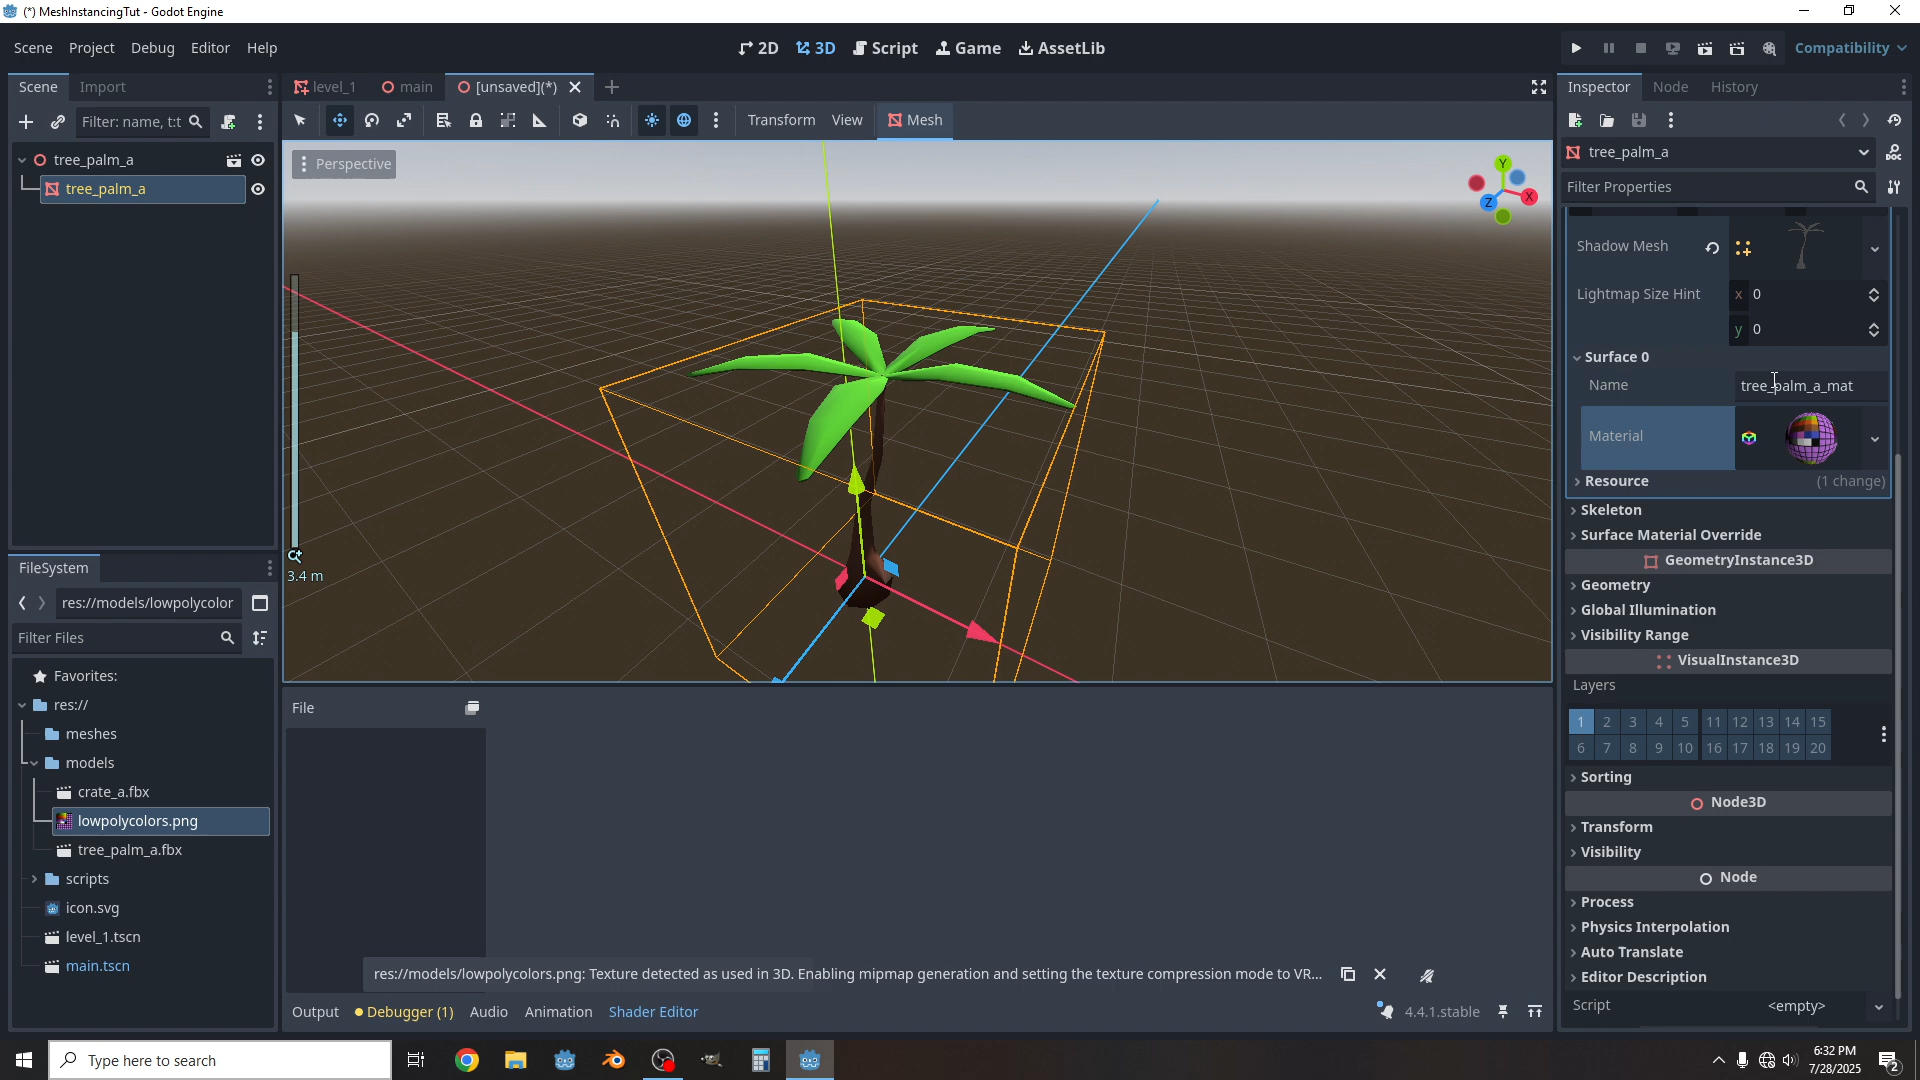 (*) MeshInstancingTut - Godot Engine
Scene Project Debug Editor Help
2D 3D Script Game AssetLib
Compatibility
Scene Import
level_1 main [unsaved](*)
Inspector Node History
Filter: name, t:t
Transform View Mesh
tree_palm_a
tree_palm_a
Perspective
Y
X
Z
3.4 m
tree_palm_a
Filter Properties
Shadow Mesh
Lightmap Size Hint x 0
y 0
Surface 0
Name tree_palm_a_mat
Material
Resource (1 change)
Skeleton
Surface Material Override
GeometryInstance3D
Geometry
Global Illumination
Visibility Range
VisualInstance3D
Layers
1 2 3 4 5 11 12 13 14 15
6 7 8 9 10 16 17 18 19 20
Sorting
Node3D
Transform
Visibility
Node
Process
Physics Interpolation
Auto Translate
Editor Description
Script <empty>
FileSystem
res://models/lowpolycolor
Filter Files
Favorites:
res://
meshes
models
crate_a.fbx
lowpolycolors.png
tree_palm_a.fbx
scripts
icon.svg
level_1.tscn
main.tscn
File
res://models/lowpolycolors.png: Texture detected as used in 3D. Enabling mipmap generation and setting the texture compression mode to VR...
Output Debugger (1) Audio Animation Shader Editor
4.4.1.stable
Type here to search
6:32 PM
7/28/2025
2